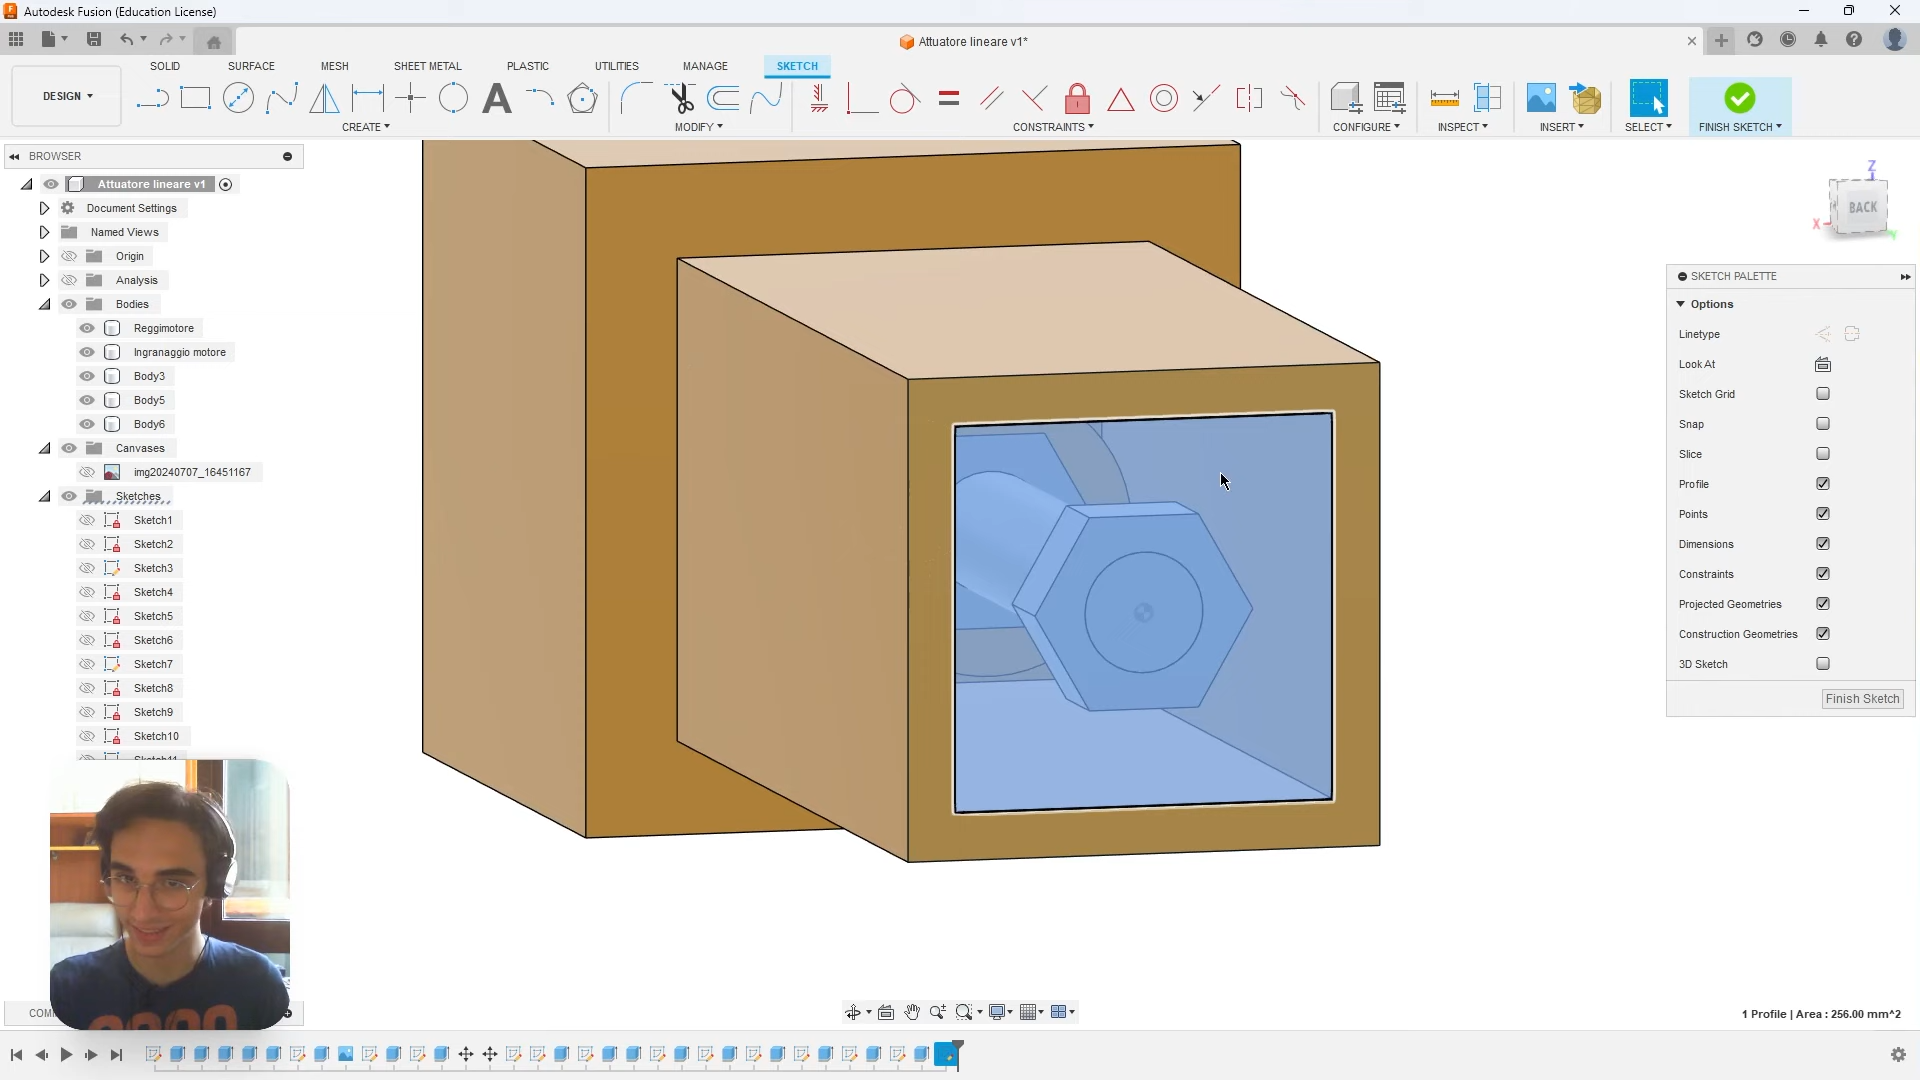 Autodesk Fusion (Education License)
Attuatore lineare v1*
DESIGN
SOLID
SURFACE
MESH
SHEET METAL
PLASTIC
UTILITIES
MANAGE
SKETCH
CREATE
MODIFY
CONSTRAINTS
CONFIGURE
INSPECT
INSERT
SELECT
FINISH SKETCH
BROWSER
Attuatore lineare v1
Document Settings
Named Views
Origin
Analysis
Bodies
Reggimotore
Ingranaggio motore
Body3
Body5
Body6
Canvases
img20240707_16451167
Sketches
Sketch1
Sketch2
Sketch3
Sketch4
Sketch5
Sketch6
Sketch7
Sketch8
Sketch9
Sketch10
Z
BACK
X
SKETCH PALETTE
Options
Linetype
Look At
Sketch Grid
Snap
Slice
Profile
Points
Dimensions
Constraints
Projected Geometries
Construction Geometries
3D Sketch
Finish Sketch
1 Profile | Area : 256.00 mm^2